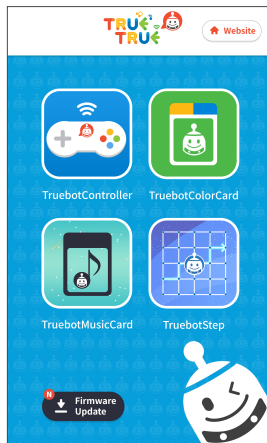 TRUE
TRUE
Website
TruebotController
TruebotColorCard
TruebotMusicCard
TruebotStep
N
Firmware
Update